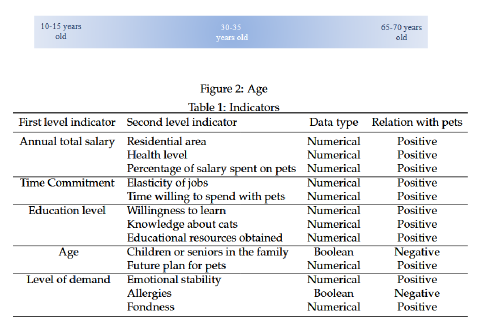 10-15 years old 30-35 years old 65-70 years old
Figure 2: Age
Table 1: Indicators
First level indicator Second level indicator Data type Relation with pets
Annual total salary Residential area Numerical Positive
Health level Numerical Positive
Percentage of salary spent on pets Numerical Positive
Time Commitment Elasticity of jobs Numerical Positive
Time willing to spend with pets Numerical Positive
Education level Willingness to learn Numerical Positive
Knowledge about cats Numerical Positive
Educational resources obtained Numerical Positive
Age Children or seniors in the family Boolean Negative
Future plan for pets Numerical Positive
Level of demand Emotional stability Numerical Positive
Allergies Boolean Negative
Fondness Numerical Positive